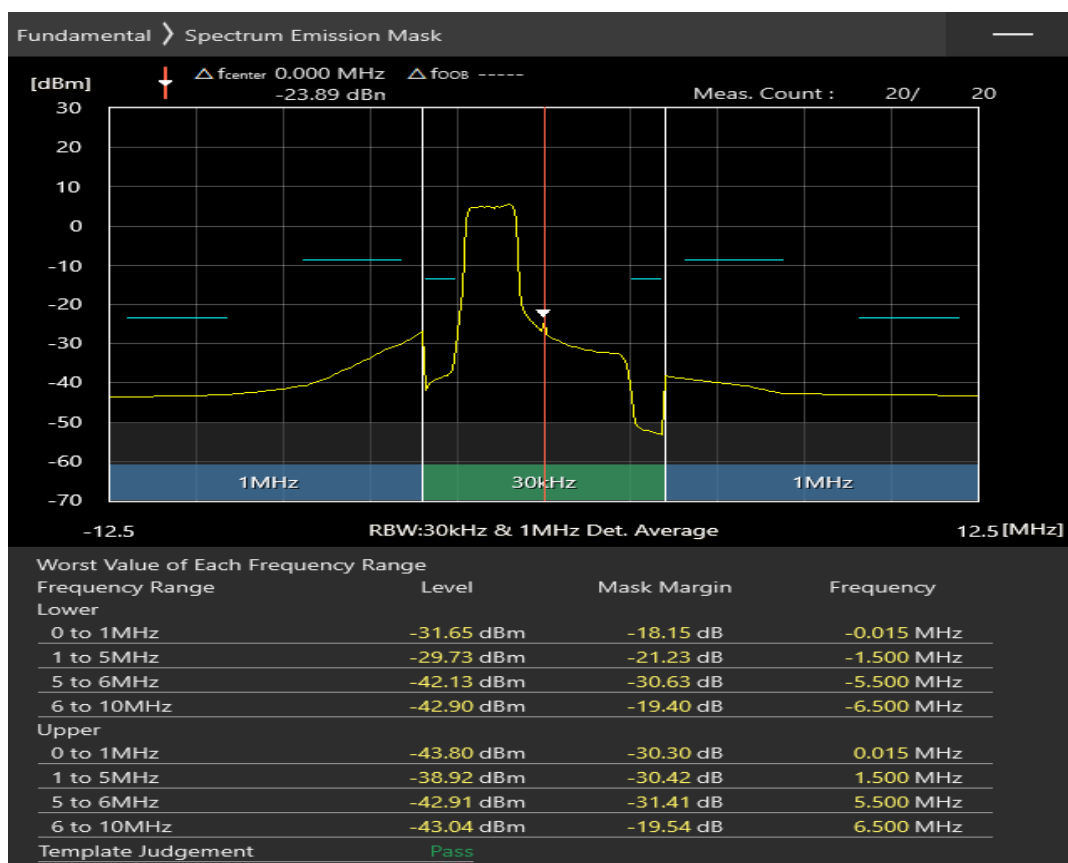 Fundamental ❯ Spectrum Emission Mask
[dBm] △ fcenter 0.000 MHz △ fOOB -----
-23.89 dBn Meas. Count : 20/ 20
30
20
10
0
-10
-20
-30
-40
-50
-60
1MHz 30kHz 1MHz
-70
-12.5 RBW:30kHz & 1MHz Det. Average 12.5 [MHz]
Worst Value of Each Frequency Range
Frequency Range Level Mask Margin Frequency
Lower
0 to 1MHz -31.65 dBm -18.15 dB -0.015 MHz
1 to 5MHz -29.73 dBm -21.23 dB -1.500 MHz
5 to 6MHz -42.13 dBm -30.63 dB -5.500 MHz
6 to 10MHz -42.90 dBm -19.40 dB -6.500 MHz
Upper
0 to 1MHz -43.80 dBm -30.30 dB 0.015 MHz
1 to 5MHz -38.92 dBm -30.42 dB 1.500 MHz
5 to 6MHz -42.91 dBm -31.41 dB 5.500 MHz
6 to 10MHz -43.04 dBm -19.54 dB 6.500 MHz
Template Judgement Pass